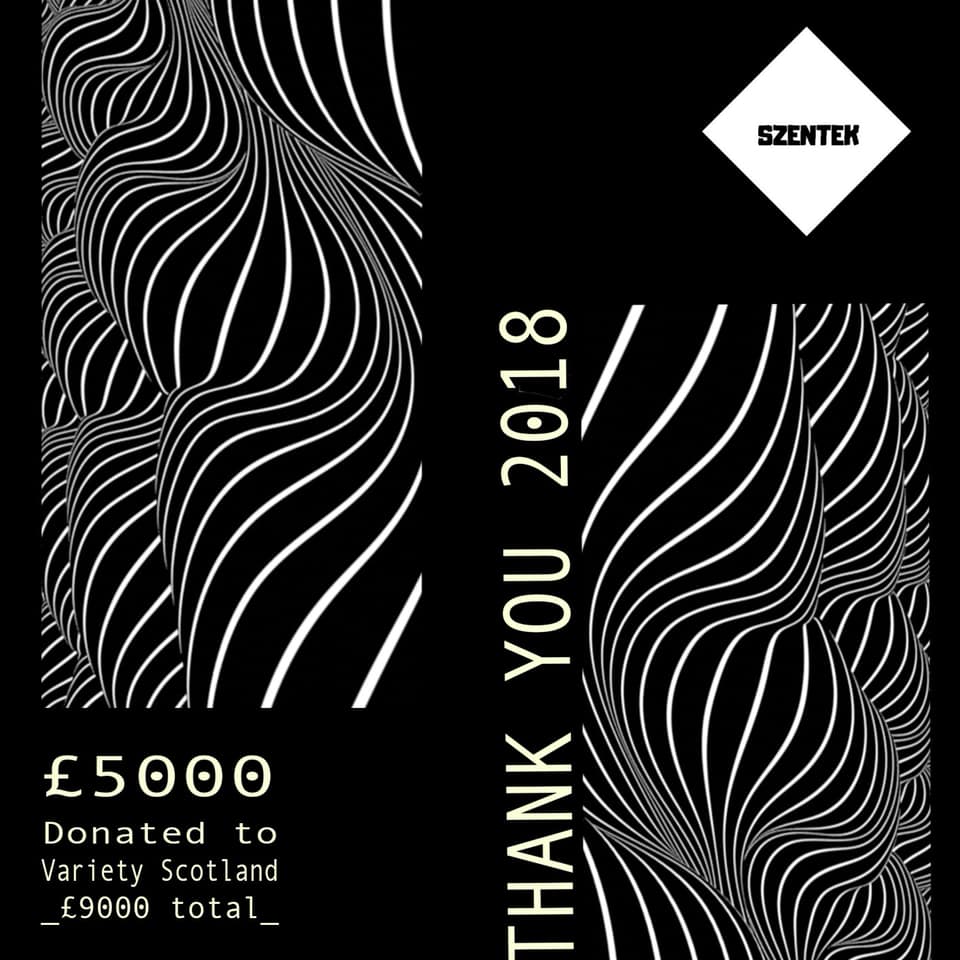 SZENTEK
THANK YOU 2018
£5000
Donated to
Variety Scotland
_£9000 total_